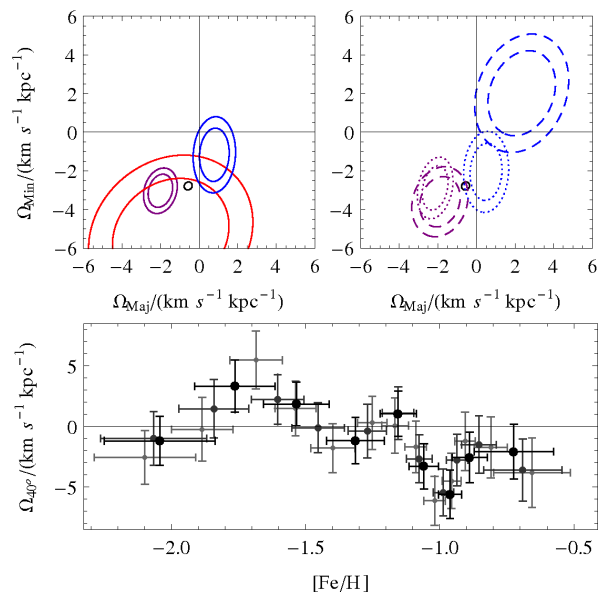 6
4
2
0
−2
−4
−6
Ω_Min/(km s⁻¹ kpc⁻¹)
−6 −4 −2 0 2 4 6
Ω_Maj/(km s⁻¹ kpc⁻¹)
6
4
2
0
−2
−4
−6
−6 −4 −2 0 2 4 6
Ω_Maj/(km s⁻¹ kpc⁻¹)
5
0
−5
Ω_40°/(km s⁻¹ kpc⁻¹)
−2.0 −1.5 −1.0 −0.5
[Fe/H]